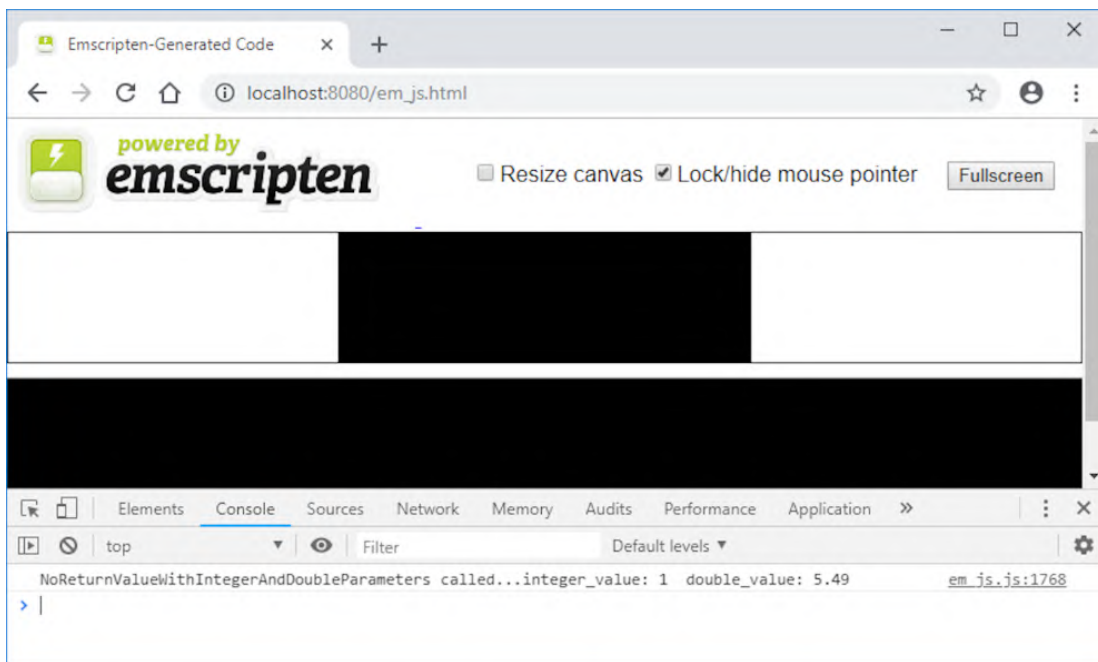 Emscripten-Generated Code
localhost:8080/em_js.html
powered by
emscripten
Resize canvas Lock/hide mouse pointer Fullscreen
Elements Console Sources Network Memory Audits Performance Application »
top Filter Default levels ▼
NoReturnValueWithIntegerAndDoubleParameters called...integer_value: 1 double_value: 5.49 em_js.js:1768
>